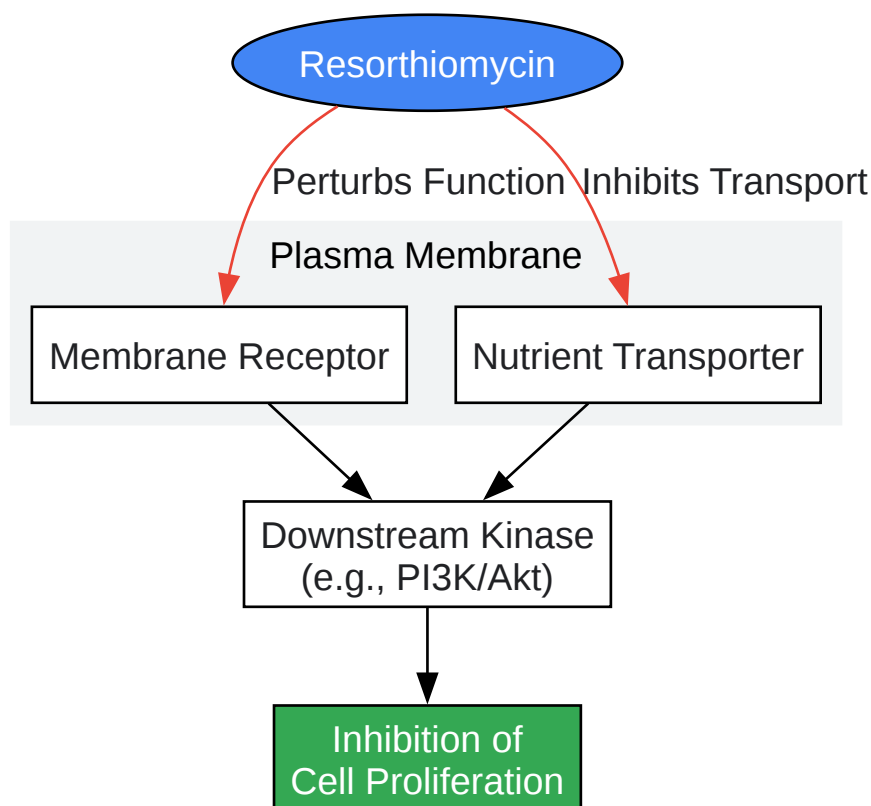 Resorthiomycin
Perturbs Function
Inhibits Transport
Plasma Membrane
Membrane Receptor
Nutrient Transporter
Downstream Kinase
(e.g., PI3K/Akt)
Inhibition of
Cell Proliferation